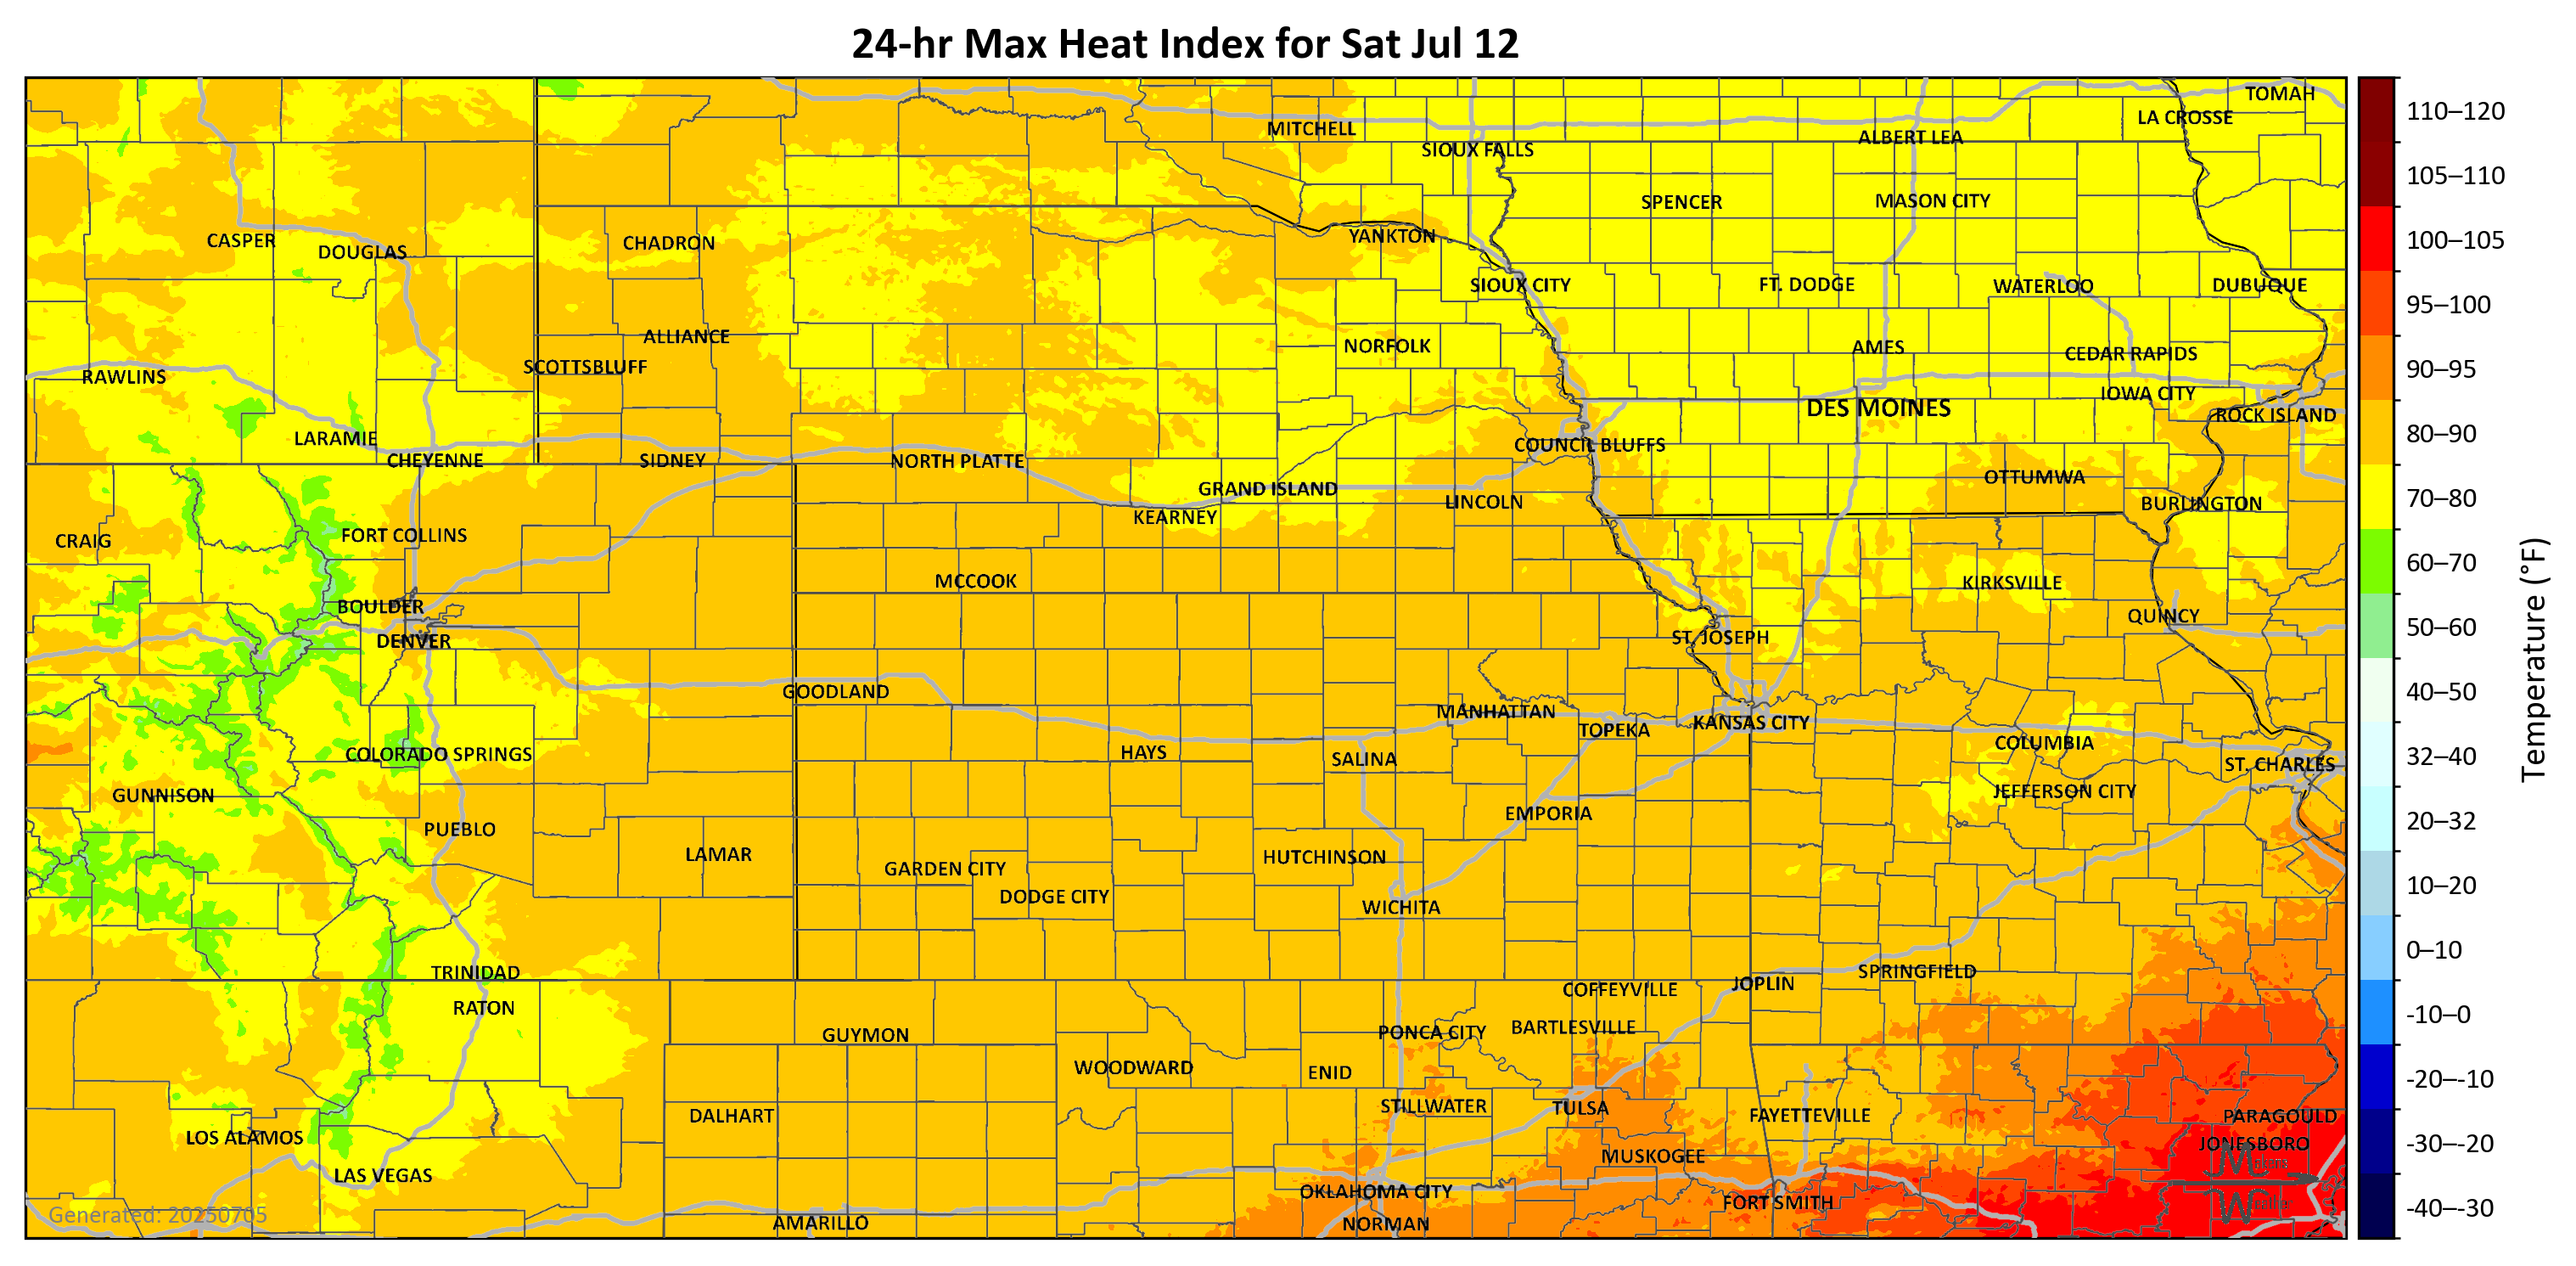 24-hr Max Heat Index for Sat Jul 12
TOMAH
LA CROSSE
MITCHELL
ALBERT LEA
SIOUX FALLS
SPENCER
MASON CITY
CASPER
DOUGLAS
CHADRON
YANKTON
SIOUX CITY
FT. DODGE
WATERLOO
DUBUQUE
ALLIANCE
NORFOLK
AMES
CEDAR RAPIDS
SCOTTSBLUFF
RAWLINS
IOWA CITY
DES MOINES
ROCK ISLAND
LARAMIE
COUNCIL BLUFFS
CHEYENNE
SIDNEY
NORTH PLATTE
OTTUMWA
GRAND ISLAND
LINCOLN
BURLINGTON
KEARNEY
CRAIG
FORT COLLINS
MCCOOK
KIRKSVILLE
BOULDER
QUINCY
DENVER
ST. JOSEPH
GOODLAND
MANHATTAN
TOPEKA
KANSAS CITY
COLUMBIA
COLORADO SPRINGS
HAYS
SALINA
ST. CHARLES
GUNNISON
JEFFERSON CITY
EMPORIA
PUEBLO
LAMAR
HUTCHINSON
GARDEN CITY
DODGE CITY
WICHITA
TRINIDAD
SPRINGFIELD
JOPLIN
COFFEYVILLE
RATON
GUYMON
PONCA CITY
BARTLESVILLE
WOODWARD
ENID
STILLWATER
TULSA
DALHART
FAYETTEVILLE
PARAGOULD
LOS ALAMOS
JONESBORO
MUSKOGEE
LAS VEGAS
OKLAHOMA CITY
FORT SMITH
AMARILLO
NORMAN
Generated: 20250705
110–120
105–110
100–105
95–100
90–95
80–90
70–80
60–70
50–60
40–50
32–40
20–32
10–20
0–10
-10–0
-20–-10
-30–-20
-40–-30
Temperature (°F)